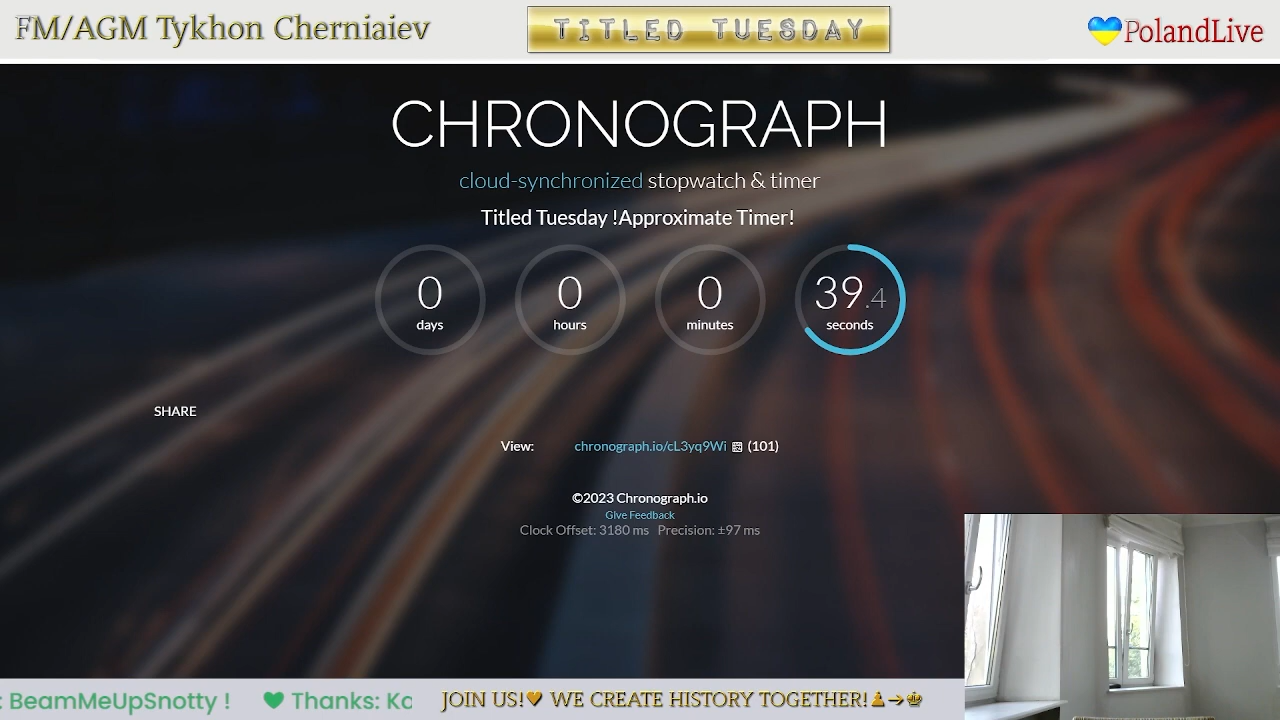 FM/AGM Tykhon Cherniaiev
TITLED TUESDAY
PolandLive
CHRONOGRAPH
cloud-synchronized stopwatch & timer
Titled Tuesday !Approximate Timer!
0
days
0
hours
0
minutes
39.4
seconds
SHARE
View: chronograph.io/cL3yq9Wi (101)
©2023 Chronograph.io
Give Feedback
Clock Offset: 3180 ms Precision: ±97 ms
: BeamMeUpSnotty ! 💚 Thanks: Ko
JOIN US!🧡 WE CREATE HISTORY TOGETHER!♟→♚